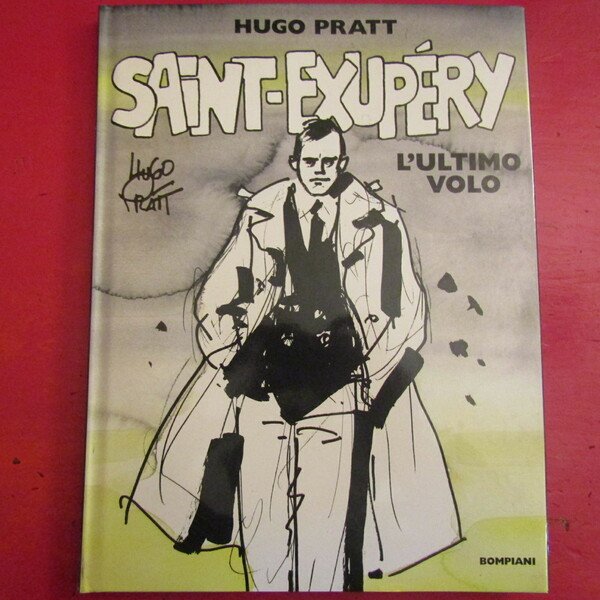 HUGO PRATT
SAINT-EXUPÉRY
L'ULTIMO
VOLO
HUGO
PRATT
BOMPIANI